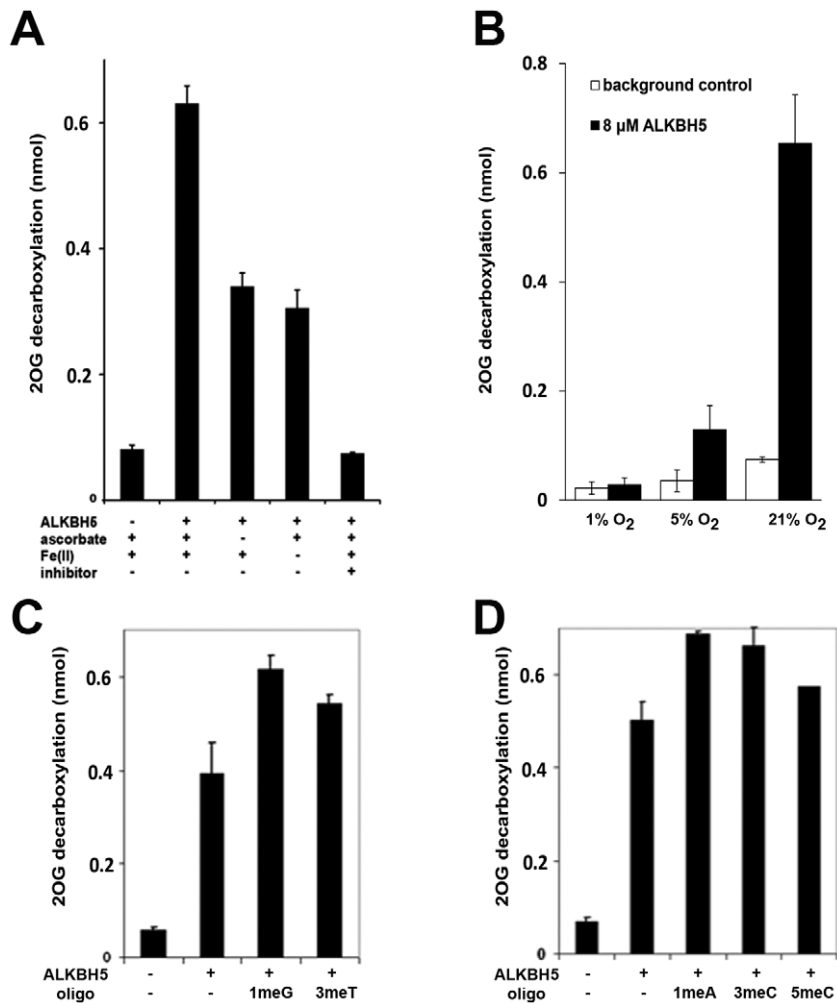 A
2OG decarboxylation (nmol)
0.6
0.4
0.2
0
ALKBH5 - + + + +
ascorbate + + - + +
Fe(II) + + + - +
inhibitor - - - - +
B
2OG decarboxylation (nmol)
0.8
0.6
0.4
0.2
0
background control
8 µM ALKBH5
1% O2 5% O2 21% O2
C
2OG decarboxylation (nmol)
0.6
0.4
0.2
0
ALKBH5 - + + +
oligo - - 1meG 3meT
D
2OG decarboxylation (nmol)
0.6
0.4
0.2
0
ALKBH5 - + + + +
oligo - - 1meA 3meC 5meC